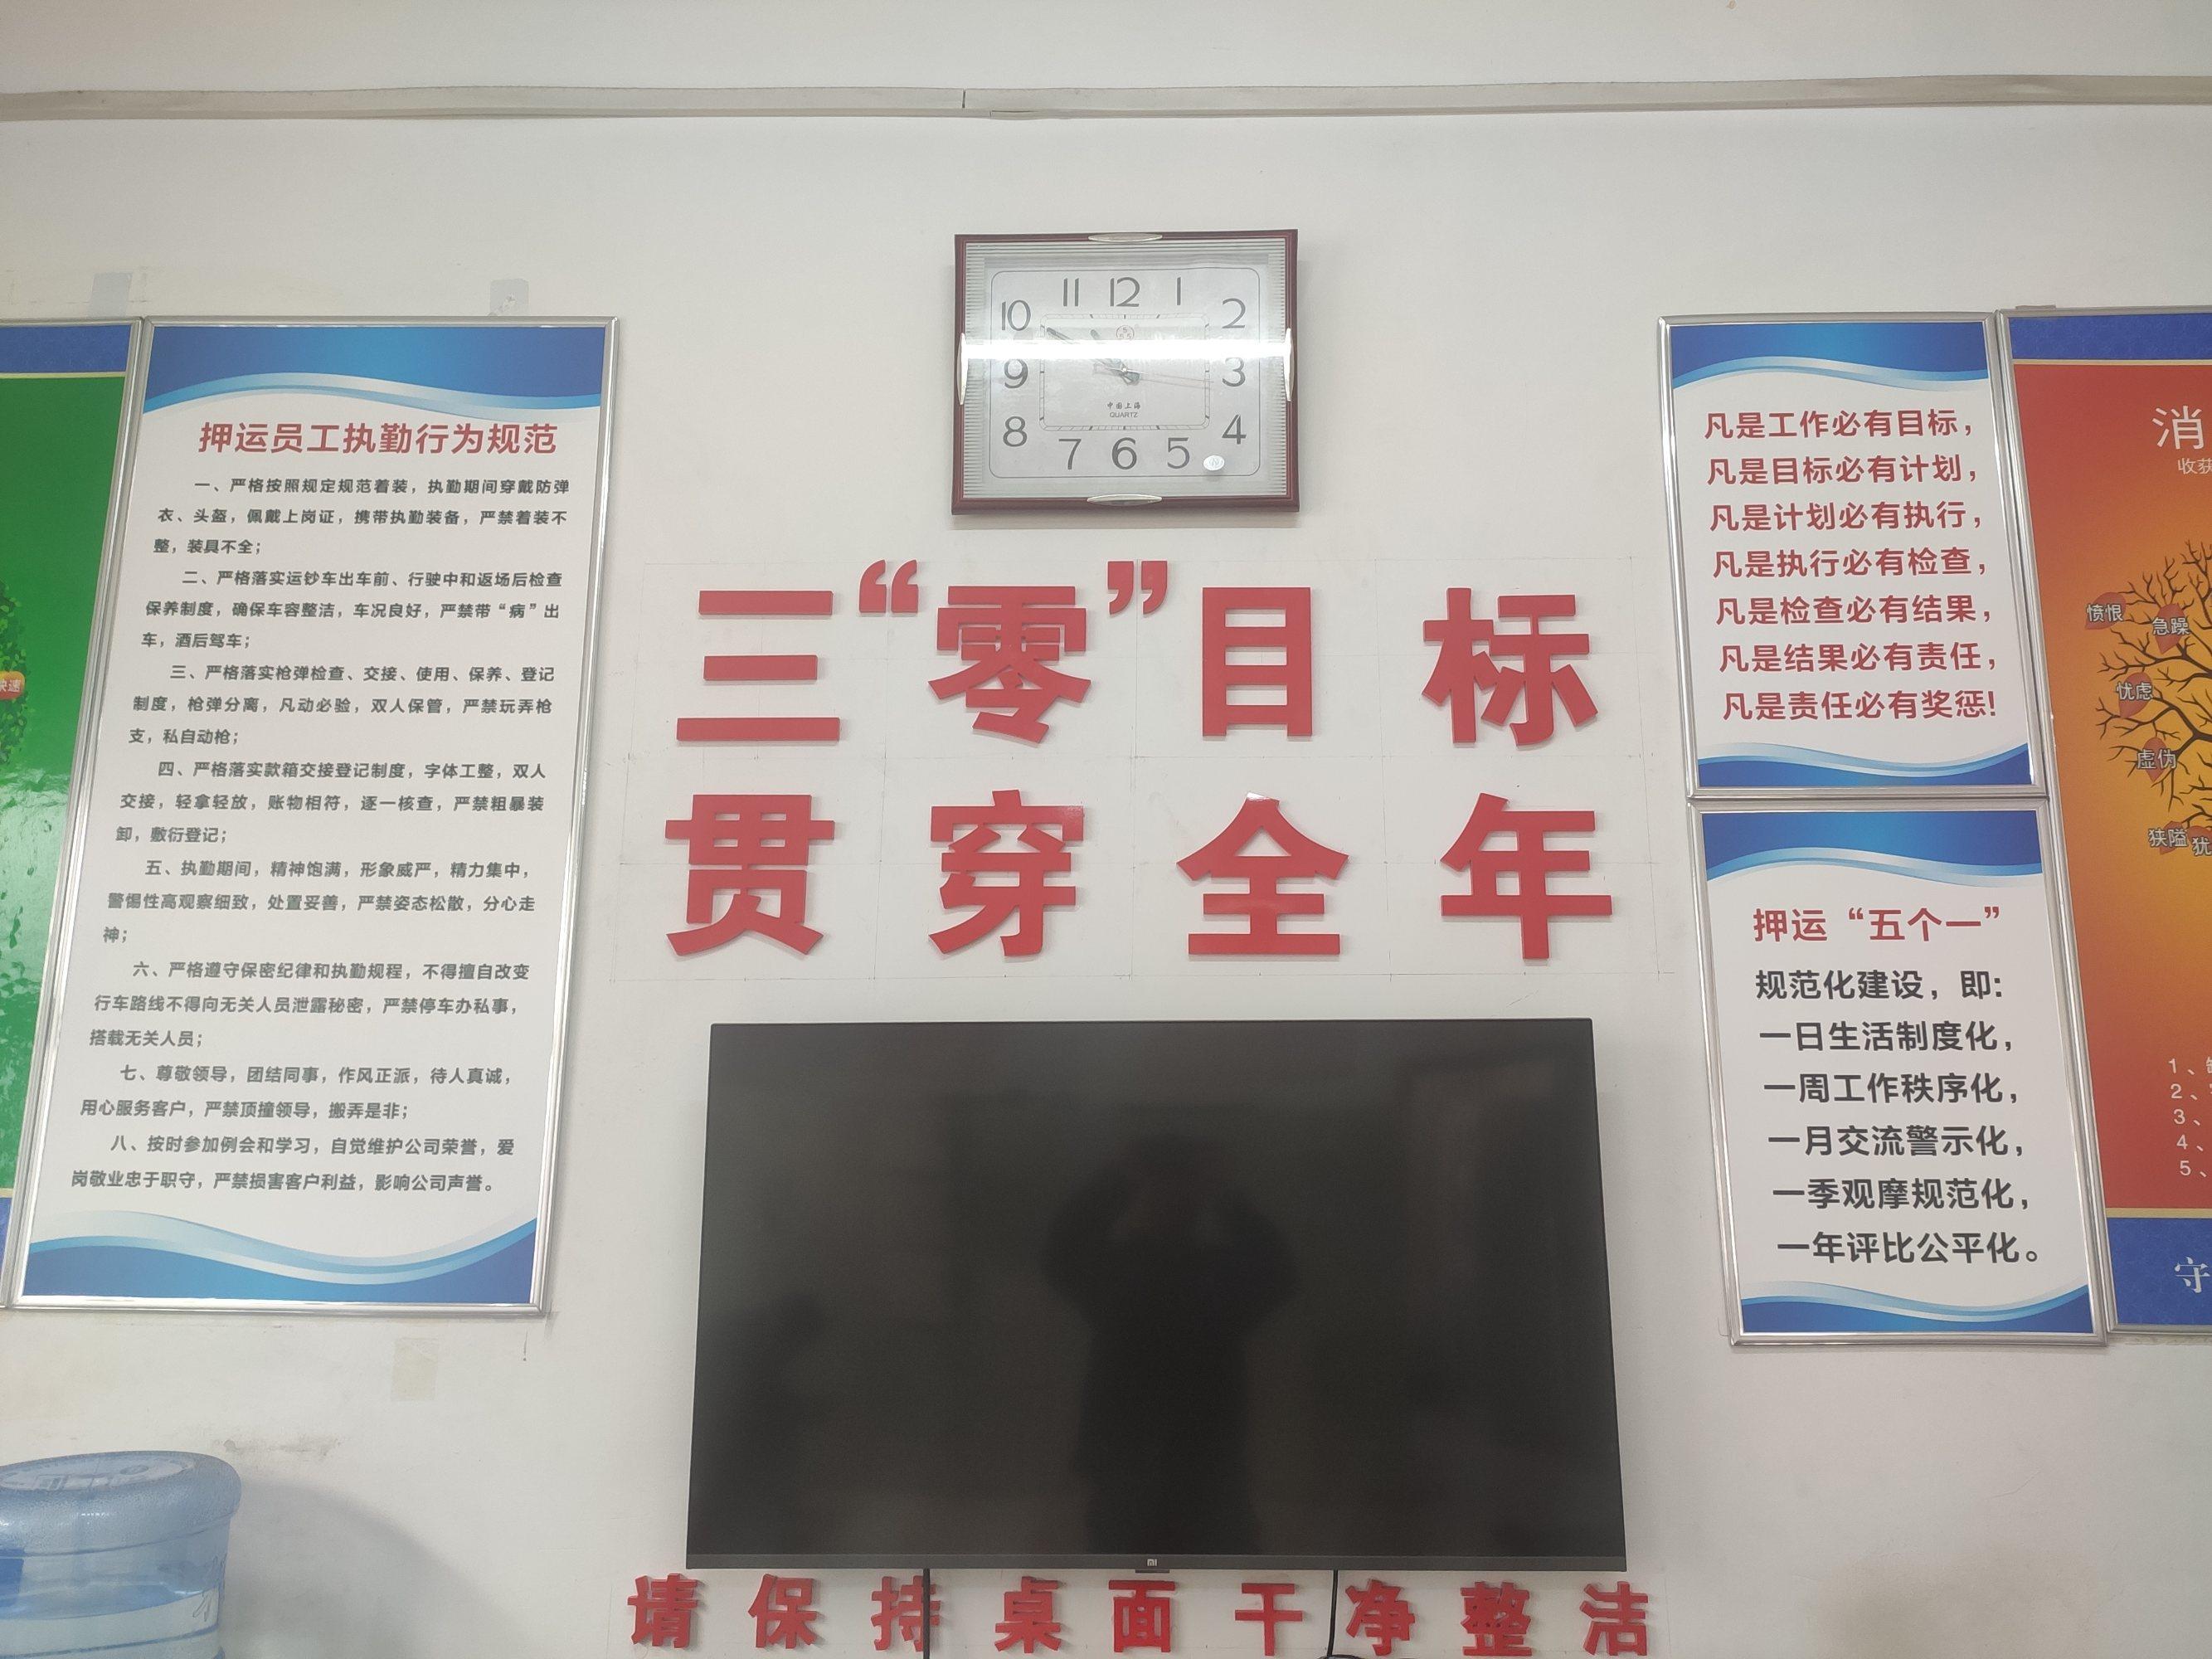 11 12 1
10 2
9 3
8 4
7 6 5
中国上海
QUARTZ
三“零”目标
贯穿全年
请保持桌面干净整洁
押运员工执勤行为规范
一、严格按照规定规范着装，执勤期间穿戴防弹
衣、头盔，佩戴上岗证，携带执勤装备，严禁着装不
整，装具不全；
二、严格落实运钞车出车前、行驶中和返场后检查
保养制度，确保车容整洁，车况良好，严禁带“病”出
车，酒后驾车；
三、严格落实枪弹检查、交接、使用、保养、登记
制度，枪弹分离，凡动必验，双人保管，严禁玩弄枪
支，私自动枪；
四、严格落实款箱交接登记制度，字体工整，双人
交接，轻拿轻放，账物相符，逐一核查，严禁粗暴装
卸，敷衍登记；
五、执勤期间，精神饱满，形象威严，精力集中，
警惕性高观察细致，处置妥善，严禁姿态松散，分心走
神；
六、严格遵守保密纪律和执勤规程，不得擅自改变
行车路线不得向无关人员泄露秘密，严禁停车办私事，
搭载无关人员；
七、尊敬领导，团结同事，作风正派，待人真诚，
用心服务客户，严禁顶撞领导，搬弄是非；
八、按时参加例会和学习，自觉维护公司荣誉，爱
岗敬业忠于职守，严禁损害客户利益，影响公司声誉。
凡是工作必有目标，
凡是目标必有计划，
凡是计划必有执行，
凡是执行必有检查，
凡是检查必有结果，
凡是结果必有责任，
凡是责任必有奖惩!
押运“五个一”
规范化建设，即:
一日生活制度化，
一周工作秩序化，
一月交流警示化，
一季观摩规范化，
一年评比公平化。
消
收获
愤恨
急躁
忧虑
虚伪
狭隘
犹
1、
2、
3、
4、
5、
守
快速